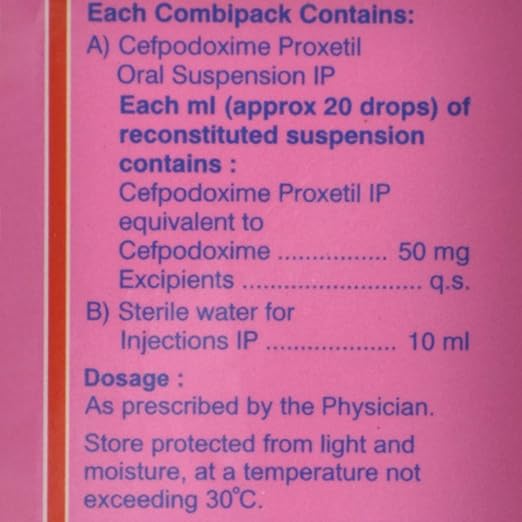 Each Combipack Contains:
A) Cefpodoxime Proxetil
Oral Suspension IP
Each ml (approx 20 drops) of
reconstituted suspension
contains :
Cefpodoxime Proxetil IP
equivalent to
Cefpodoxime ................ 50 mg
Excipients .......................... q.s.
B) Sterile water for
Injections IP ................... 10 ml
Dosage :
As prescribed by the Physician.
Store protected from light and
moisture, at a temperature not
exceeding 30°C.